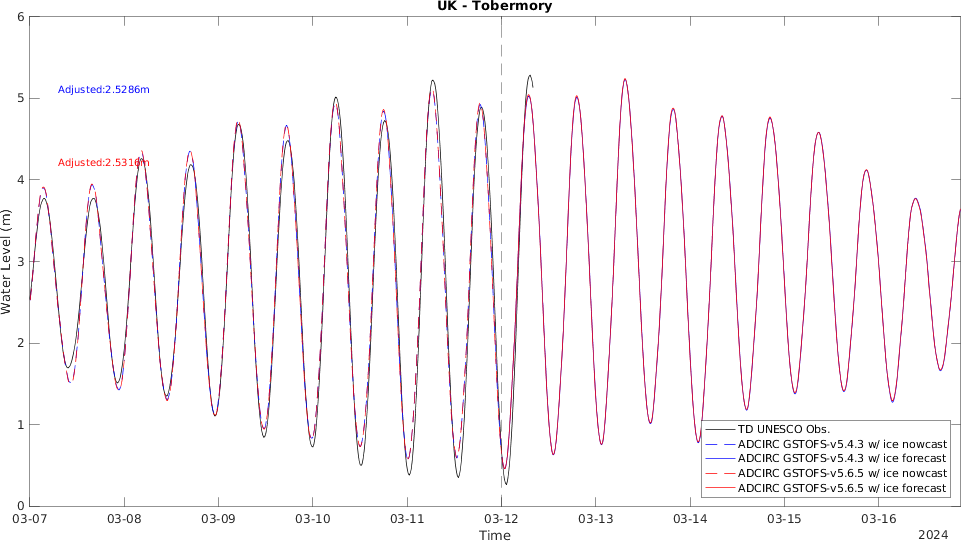 UK - Tobermory
6
5
4
3
2
1
0
Water Level (m)
Adjusted:2.5286m
Adjusted:2.5316m
TD UNESCO Obs.
ADCIRC GSTOFS-v5.4.3 w/ ice nowcast
ADCIRC GSTOFS-v5.4.3 w/ ice forecast
ADCIRC GSTOFS-v5.6.5 w/ ice nowcast
ADCIRC GSTOFS-v5.6.5 w/ ice forecast
03-07 03-08 03-09 03-10 03-11 03-12 03-13 03-14 03-15 03-16
Time
2024